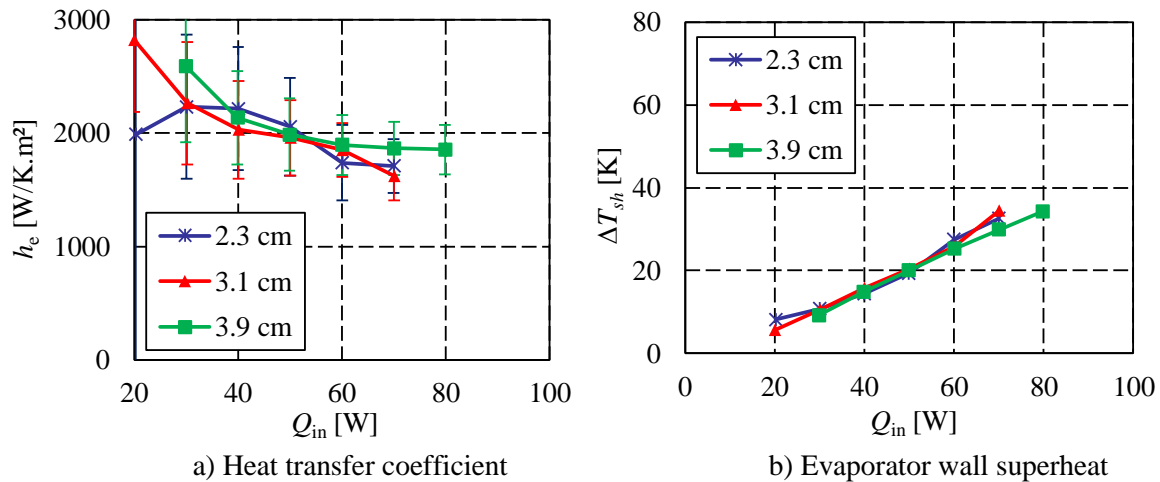 3000
2000
1000
0
hₑ [W/K.m²]
2.3 cm
3.1 cm
3.9 cm
20 40 60 80 100
Q_in [W]
a) Heat transfer coefficient
80
60
40
20
0
ΔT_sh [K]
2.3 cm
3.1 cm
3.9 cm
0 20 40 60 80 100
Q_in [W]
b) Evaporator wall superheat